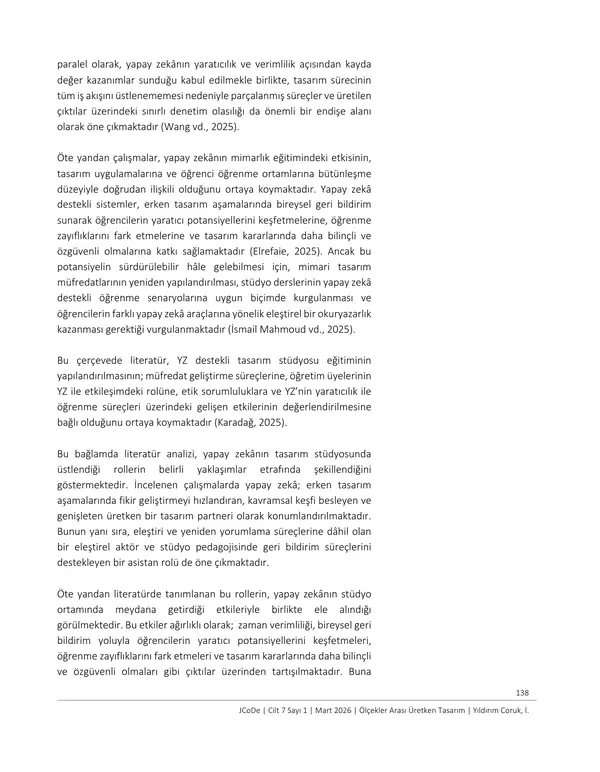 paralel olarak, yapay zekânın yaratıcılık ve verimlilik açısından kayda
değer kazanımlar sunduğu kabul edilmekle birlikte, tasarım sürecinin
tüm iş akışını üstlenememesi nedeniyle parçalanmış süreçler ve üretilen
çıktılar üzerindeki sınırlı denetim olasılığı da önemli bir endişe alanı
olarak öne çıkmaktadır (Wang vd., 2025).
Öte yandan çalışmalar, yapay zekânın mimarlık eğitimindeki etkisinin,
tasarım uygulamalarına ve öğrenci öğrenme ortamlarına bütünleşme
düzeyiyle doğrudan ilişkili olduğunu ortaya koymaktadır. Yapay zekâ
destekli sistemler, erken tasarım aşamalarında bireysel geri bildirim
sunarak öğrencilerin yaratıcı potansiyellerini keşfetmelerine, öğrenme
zayıflıklarını fark etmelerine ve tasarım kararlarında daha bilinçli ve
özgüvenli olmalarına katkı sağlamaktadır (Elrefaie, 2025). Ancak bu
potansiyelin sürdürülebilir hâle gelebilmesi için, mimari tasarım
müfredatlarının yeniden yapılandırılması, stüdyo derslerinin yapay zekâ
destekli öğrenme senaryolarına uygun biçimde kurgulanması ve
öğrencilerin farklı yapay zekâ araçlarına yönelik eleştirel bir okuryazarlık
kazanması gerektiği vurgulanmaktadır (İsmail Mahmoud vd., 2025).
Bu çerçevede literatür, YZ destekli tasarım stüdyosu eğitiminin
yapılandırılmasının; müfredat geliştirme süreçlerine, öğretim üyelerinin
YZ ile etkileşimdeki rolüne, etik sorumluluklara ve YZ’nin yaratıcılık ile
öğrenme süreçleri üzerindeki gelişen etkilerinin değerlendirilmesine
bağlı olduğunu ortaya koymaktadır (Karadağ, 2025).
Bu bağlamda literatür analizi, yapay zekânın tasarım stüdyosunda
üstlendiği rollerin belirli yaklaşımlar etrafında şekillendiğini
göstermektedir. İncelenen çalışmalarda yapay zekâ; erken tasarım
aşamalarında fikir geliştirmeyi hızlandıran, kavramsal keşfi besleyen ve
genişleten üretken bir tasarım partneri olarak konumlandırılmaktadır.
Bunun yanı sıra, eleştiri ve yeniden yorumlama süreçlerine dâhil olan
bir eleştirel aktör ve stüdyo pedagojisinde geri bildirim süreçlerini
destekleyen bir asistan rolü de öne çıkmaktadır.
Öte yandan literatürde tanımlanan bu rollerin, yapay zekânın stüdyo
ortamında meydana getirdiği etkileriyle birlikte ele alındığı
görülmektedir. Bu etkiler ağırlıklı olarak; zaman verimliliği, bireysel geri
bildirim yoluyla öğrencilerin yaratıcı potansiyellerini keşfetmeleri,
öğrenme zayıflıklarını fark etmeleri ve tasarım kararlarında daha bilinçli
ve özgüvenli olmaları gibi çıktılar üzerinden tartışılmaktadır. Buna
138
JCoDe | Cilt 7 Sayı 1 | Mart 2026 | Ölçekler Arası Üretken Tasarım | Yıldırım Coruk, İ.